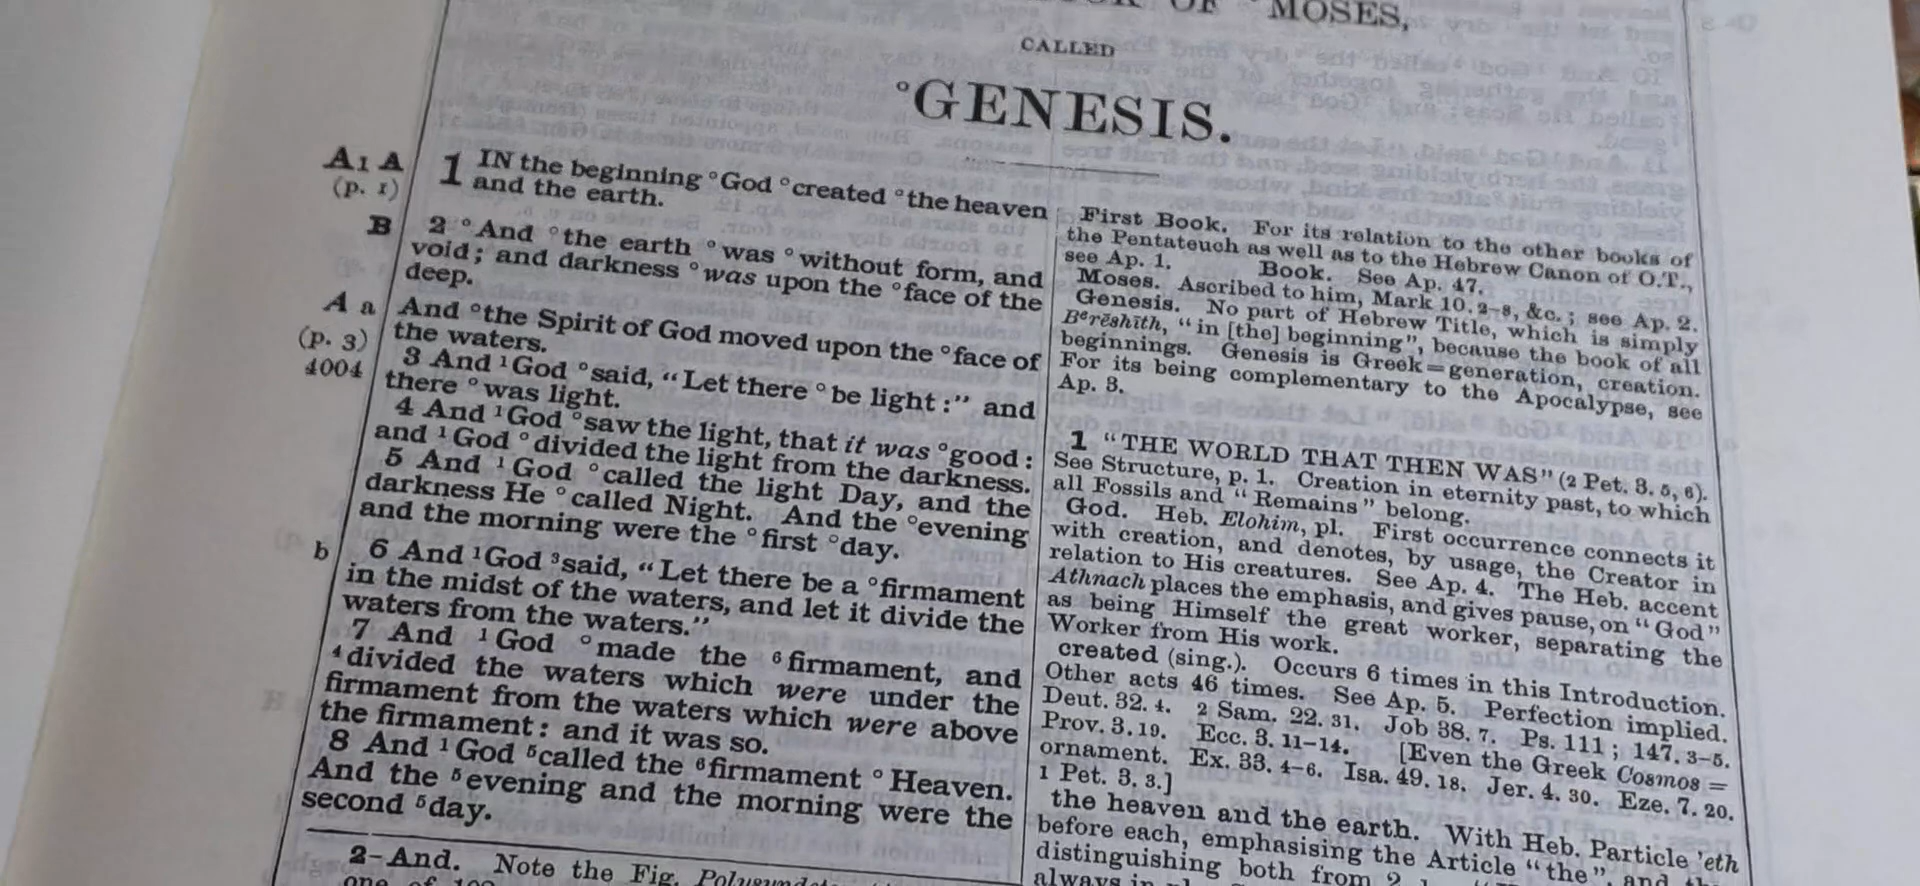 OF MOSES,
CALLED
°GENESIS.
A1 A
(p. 1)
1 IN the beginning °God °created °the heaven
and the earth.
B
2 °And °the earth °was °without form, and
void; and darkness °was upon the °face of the
deep.
A a
And °the Spirit of God moved upon the °face of
the waters.
(p. 3)
4004
3 And ¹God °said, “Let there °be light:” and
there °was light.
4 And ¹God °saw the light, that it was °good:
and ¹God °divided the light from the darkness.
5 And ¹God °called the light Day, and the
darkness He °called Night. And the °evening
and the morning were the °first °day.
b
6 And ¹God ³said, “Let there be a °firmament
in the midst of the waters, and let it divide the
waters from the waters.”
7 And ¹God °made the ⁶firmament, and
⁴divided the waters which were under the
firmament from the waters which were above
the firmament: and it was so.
8 And ¹God ⁵called the ⁶firmament °Heaven.
And the ⁵evening and the morning were the
second ⁵day.
2-And. Note the Fig.
one of
First Book. For its relation to the other books of
the Pentateuch as well as to the Hebrew Canon of O.T.,
see Ap. 1. Book. See Ap. 47.
Moses. Ascribed to him, Mark 10. 2-8, &c.; see Ap. 2.
Genesis. No part of Hebrew Title, which is simply
Bᵉrēshīth, “in [the] beginning”, because the book of all
beginnings. Genesis is Greek=generation, creation.
For its being complementary to the Apocalypse, see
Ap. 3.
1 “THE WORLD THAT THEN WAS” (2 Pet. 3. 5, 6).
See Structure, p. 1. Creation in eternity past, to which
all Fossils and “Remains” belong.
God. Heb. Elohim, pl. First occurrence connects it
with creation, and denotes, by usage, the Creator in
relation to His creatures. See Ap. 4. The Heb. accent
Athnach places the emphasis, and gives pause, on “God”
as being Himself the great worker, separating the
Worker from His work.
created (sing.). Occurs 6 times in this Introduction.
Other acts 46 times. See Ap. 5. Perfection implied.
Deut. 32. 4. 2 Sam. 22. 31. Job 38. 7. Ps. 111; 147. 3-5.
Prov. 3. 19. Ecc. 3. 11-14. [Even the Greek Cosmos =
ornament. Ex. 33. 4-6. Isa. 49. 18. Jer. 4. 30. Eze. 7. 20.
1 Pet. 3. 3.]
the heaven and the earth. With Heb. Particle ’eth
before each, emphasising the Article “the”, and
distinguishing both from
always in